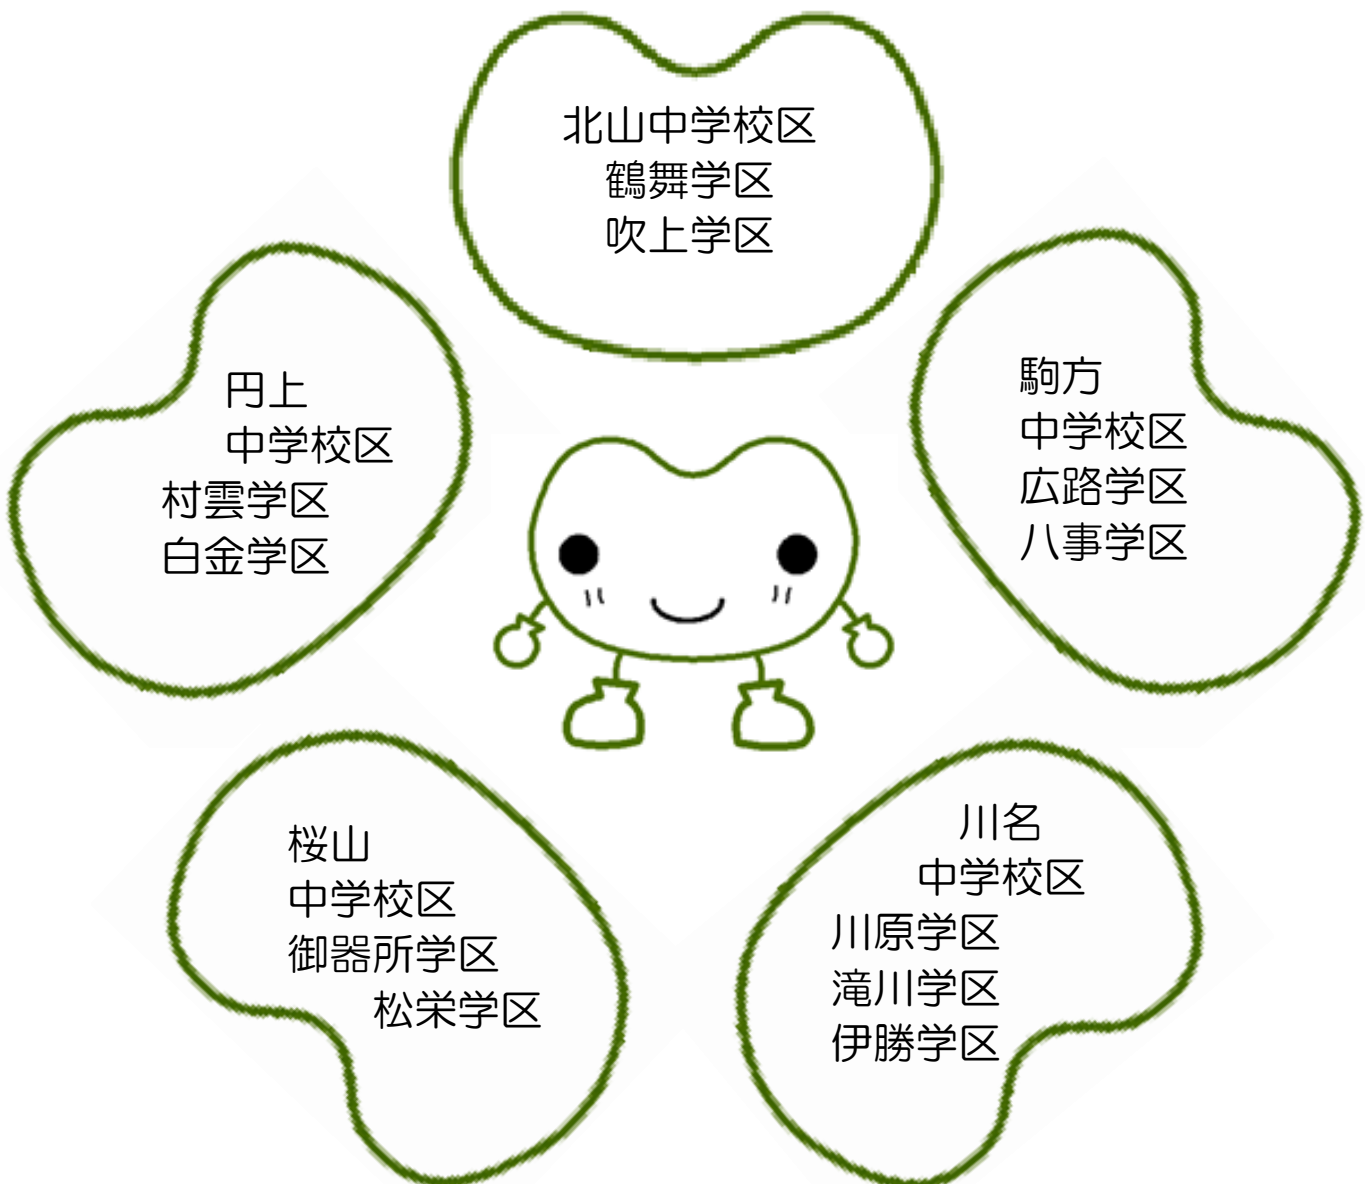 北山中学校区
鶴舞学区
吹上学区
円上
中学校区
村雲学区
白金学区
駒方
中学校区
広路学区
八事学区
桜山
中学校区
御器所学区
松栄学区
川名
中学校区
川原学区
滝川学区
伊勝学区